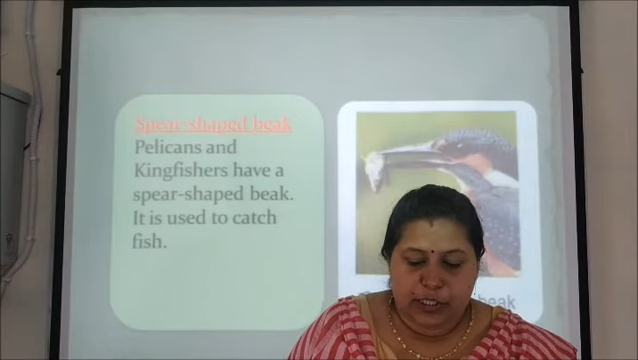 Spear-shaped beak
Pelicans and
Kingfishers have a
spear-shaped beak.
It is used to catch
fish.
beak